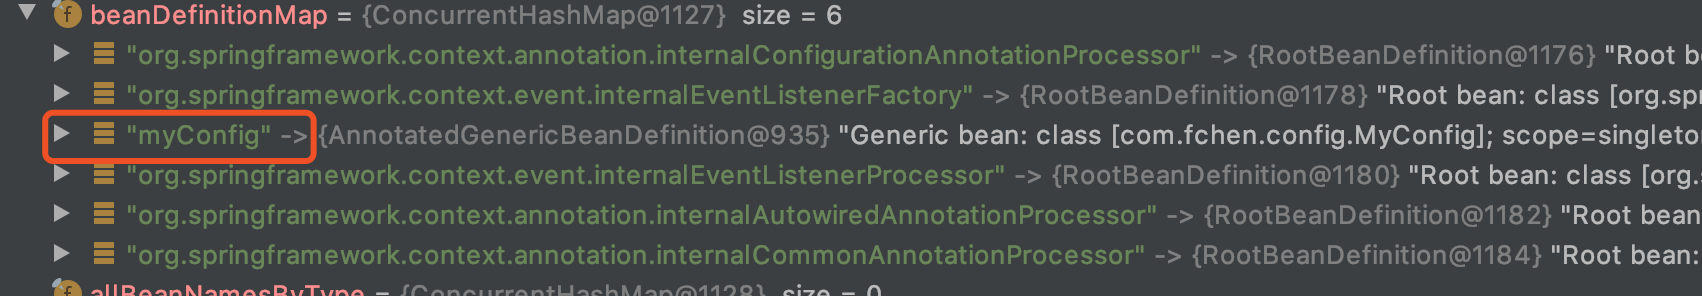 f beanDefinitionMap = {ConcurrentHashMap@1127} size = 6
"org.springframework.context.annotation.internalConfigurationAnnotationProcessor" -> {RootBeanDefinition@1176} "Root b
"org.springframework.context.event.internalEventListenerFactory" -> {RootBeanDefinition@1178} "Root bean: class [org.sp
"myConfig" -> {AnnotatedGenericBeanDefinition@935} "Generic bean: class [com.fchen.config.MyConfig]; scope=singleto
"org.springframework.context.event.internalEventListenerProcessor" -> {RootBeanDefinition@1180} "Root bean: class [org.
"org.springframework.context.annotation.internalAutowiredAnnotationProcessor" -> {RootBeanDefinition@1182} "Root bean
"org.springframework.context.annotation.internalCommonAnnotationProcessor" -> {RootBeanDefinition@1184} "Root bean:
f allBeanNamesByType = {ConcurrentHashMap@1128} size = 0